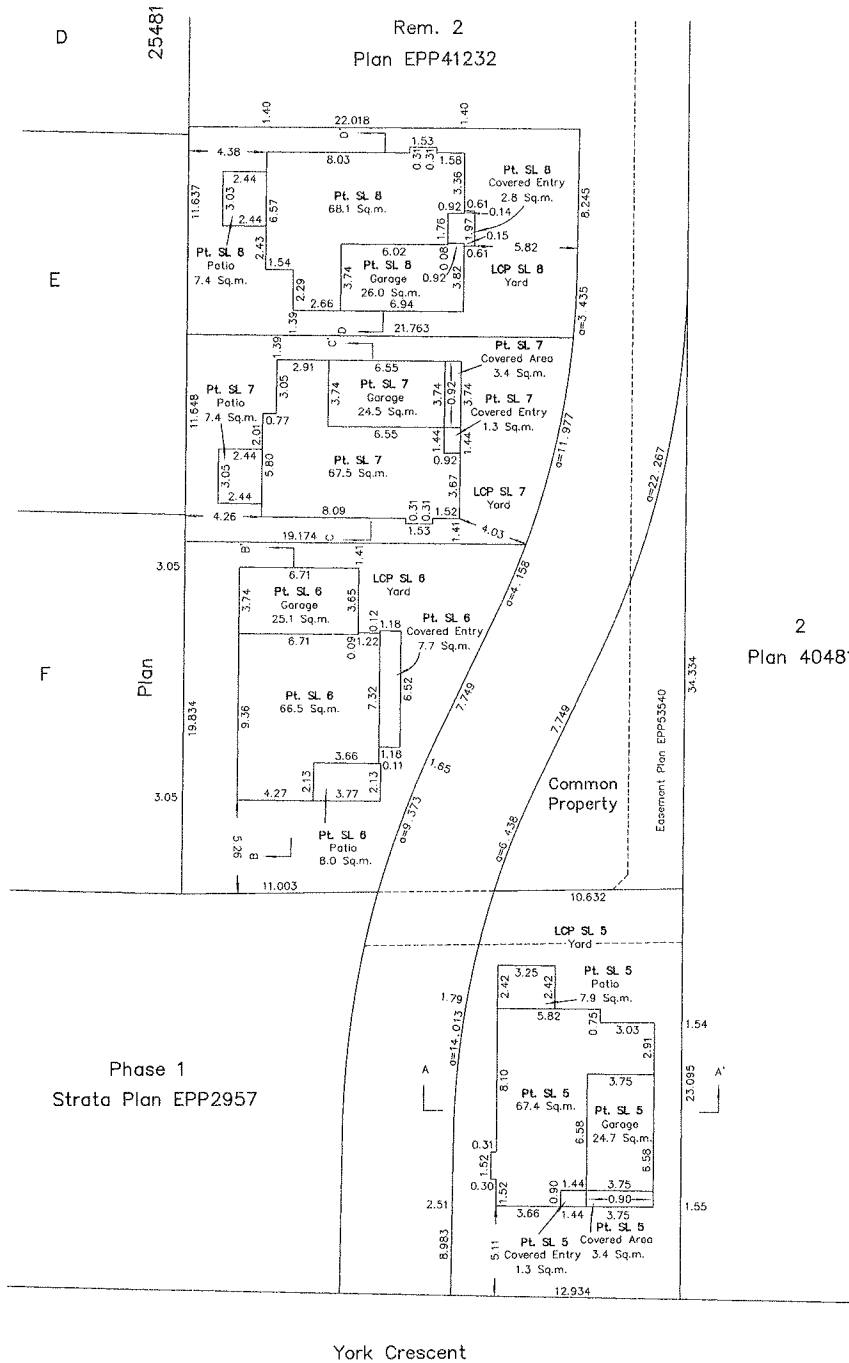 D
25481
Rem. 2
Plan EPP41232
1.40
22.018
1.40
D'
1.53
4.38
8.03
0.31
0.31
1.58
Pt. SL 8
Covered Entry
2.8 Sq.m.
2.44
3.36
11.637
3.03
6.57
Pt. SL 8
68.1 Sq.m.
0.92
0.61
0.14
8.245
2.44
1.76
1.97
0.15
2.43
6.02
0.08
0.61
5.82
Pt. SL 8
Patio
7.4 Sq.m.
1.54
Pt. SL 8
Garage
26.0 Sq.m.
0.92
3.74
3.82
LCP SL 8
Yard
E
2.29
2.66
6.94
1.39
D
21.763
a=3.435
1.39
C'
Pt. SL 7
Covered Area
3.4 Sq.m.
2.91
6.55
Pt. SL 7
Patio
7.4 Sq.m.
3.05
3.74
Pt. SL 7
Garage
24.5 Sq.m.
3.74
0.92
3.74
Pt. SL 7
Covered Entry
1.3 Sq.m.
11.648
0.77
2.01
6.55
1.44
1.44
a=11.977
2.44
0.92
3.05
5.80
Pt. SL 7
67.5 Sq.m.
a=22.267
2.44
3.67
LCP SL 7
Yard
4.26
8.09
0.31
0.31
1.52
1.53
1.41
4.03
19.174
C
B'
1.41
3.05
6.71
LCP SL 6
Yard
a=4.158
3.74
Pt. SL 6
Garage
25.1 Sq.m.
3.65
0.12
1.18
Pt. SL 6
Covered Entry
7.7 Sq.m.
6.71
0.09
1.22
F
Plan
2
Plan 4048
34.334
19.834
9.36
Pt. SL 6
66.5 Sq.m.
7.32
6.52
7.749
7.749
3.66
1.18
0.11
1.65
Easement Plan EPP53540
Common
Property
3.05
2.13
2.13
4.27
3.77
a=9.373
a=6.438
5.26
B
Pt. SL 6
Patio
8.0 Sq.m.
11.003
10.632
LCP SL 5
Yard
3.25
Pt. SL 5
Patio
7.9 Sq.m.
2.42
2.42
1.79
5.82
0.75
3.03
1.54
a=14.013
2.91
Phase 1
Strata Plan EPP2957
A
3.75
23.095
A'
8.10
Pt. SL 5
67.4 Sq.m.
Pt. SL 5
Garage
24.7 Sq.m.
6.58
6.58
0.31
1.52
0.30
1.52
0.90
1.44
3.75
0.90
2.51
3.66
1.44
3.75
1.55
8.983
5.11
Pt. SL 5
Covered Entry
1.3 Sq.m.
Pt. SL 5
Covered Area
3.4 Sq.m.
12.934
York Crescent